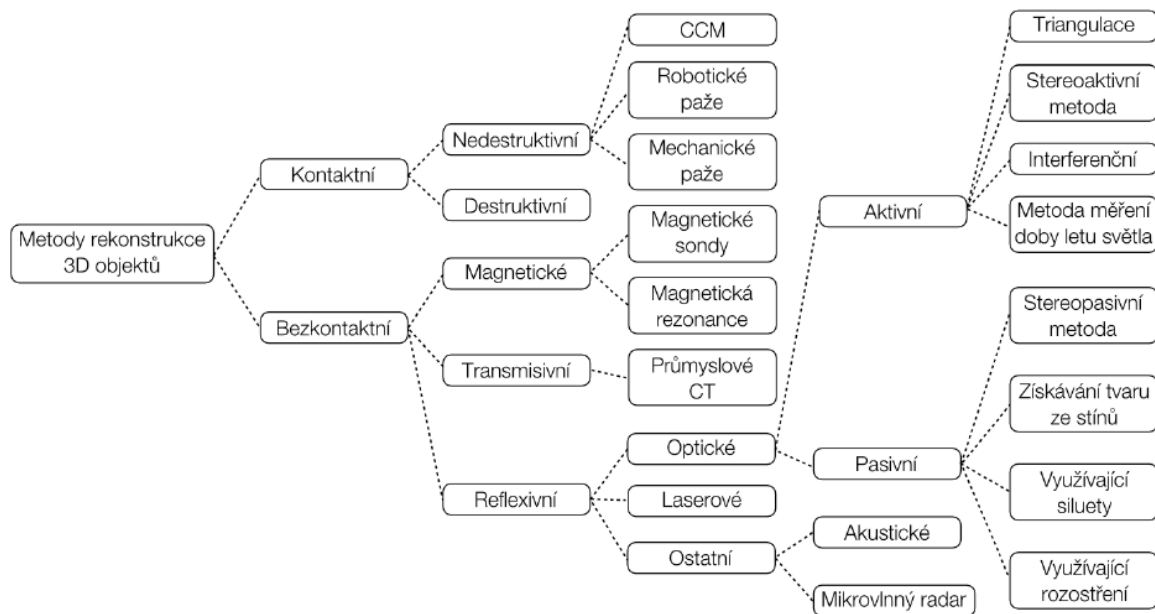 Metody rekonstrukce
3D objektů
Kontaktní
Bezkontaktní
Nedestruktivní
Destruktivní
Magnetické
Transmisivní
Reflexivní
CCM
Robotické
paže
Mechanické
paže
Magnetické
sondy
Magnetická
rezonance
Průmyslové
CT
Optické
Laserové
Ostatní
Aktivní
Pasivní
Akustické
Mikrovlnný radar
Triangulace
Stereoaktivní
metoda
Interferenční
Metoda měření
doby letu světla
Stereopasivní
metoda
Získávání tvaru
ze stínů
Využívající
siluety
Využívající
rozostření